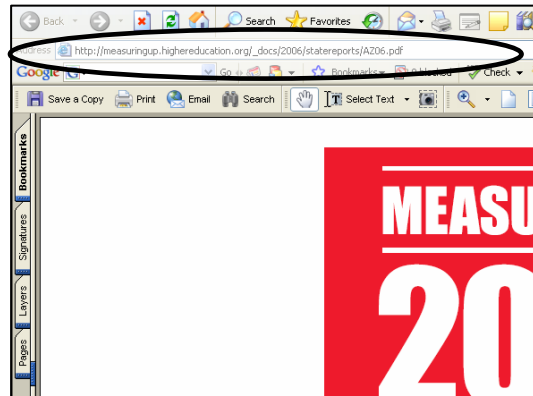 Back Search Favorites
Address http://measuringup.highereducation.org/_docs/2006/statereports/AZ06.pdf
Google G Go Bookmarks blocked Check
Save a Copy Print Email Search Select Text
Bookmarks
Signatures
Layers
Pages
MEASU
20